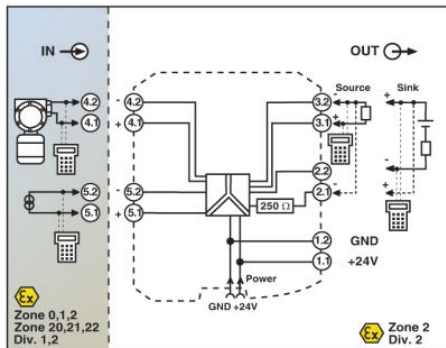 IN
OUT
Source
Sink
4.2
4.1
5.2
5.1
- 4.2
+ 4.1
- 5.2
+ 5.1
3.2 -
3.1 +
2.2
2.1 -
250 Ω
1.2 GND
1.1 +24V
+
-
+
Power
GND +24V
Ex
Zone 0,1,2
Zone 20,21,22
Div. 1,2
Ex
Zone 2
Div. 2